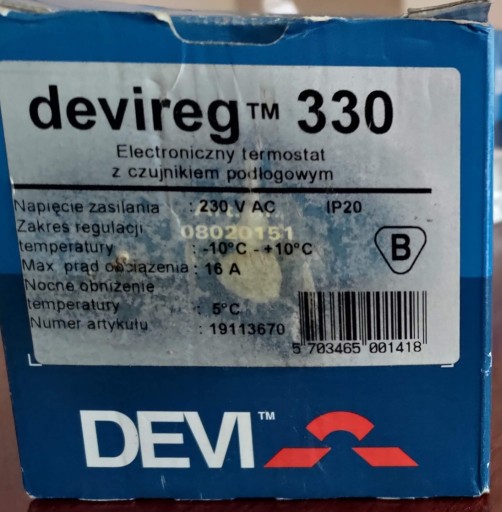 devireg™ 330
Electroniczny termostat
z czujnikiem podłogowym
Napięcie zasilania : 230 V AC IP20
Zakres regulacji
08020151
temperatury : -10°C - +10°C
B
Max prąd obciążenia : 16 A
Nocne obniżenie
temperatury : 5°C
Numer artykułu : 19113670
5 703465 001418
DEVI™